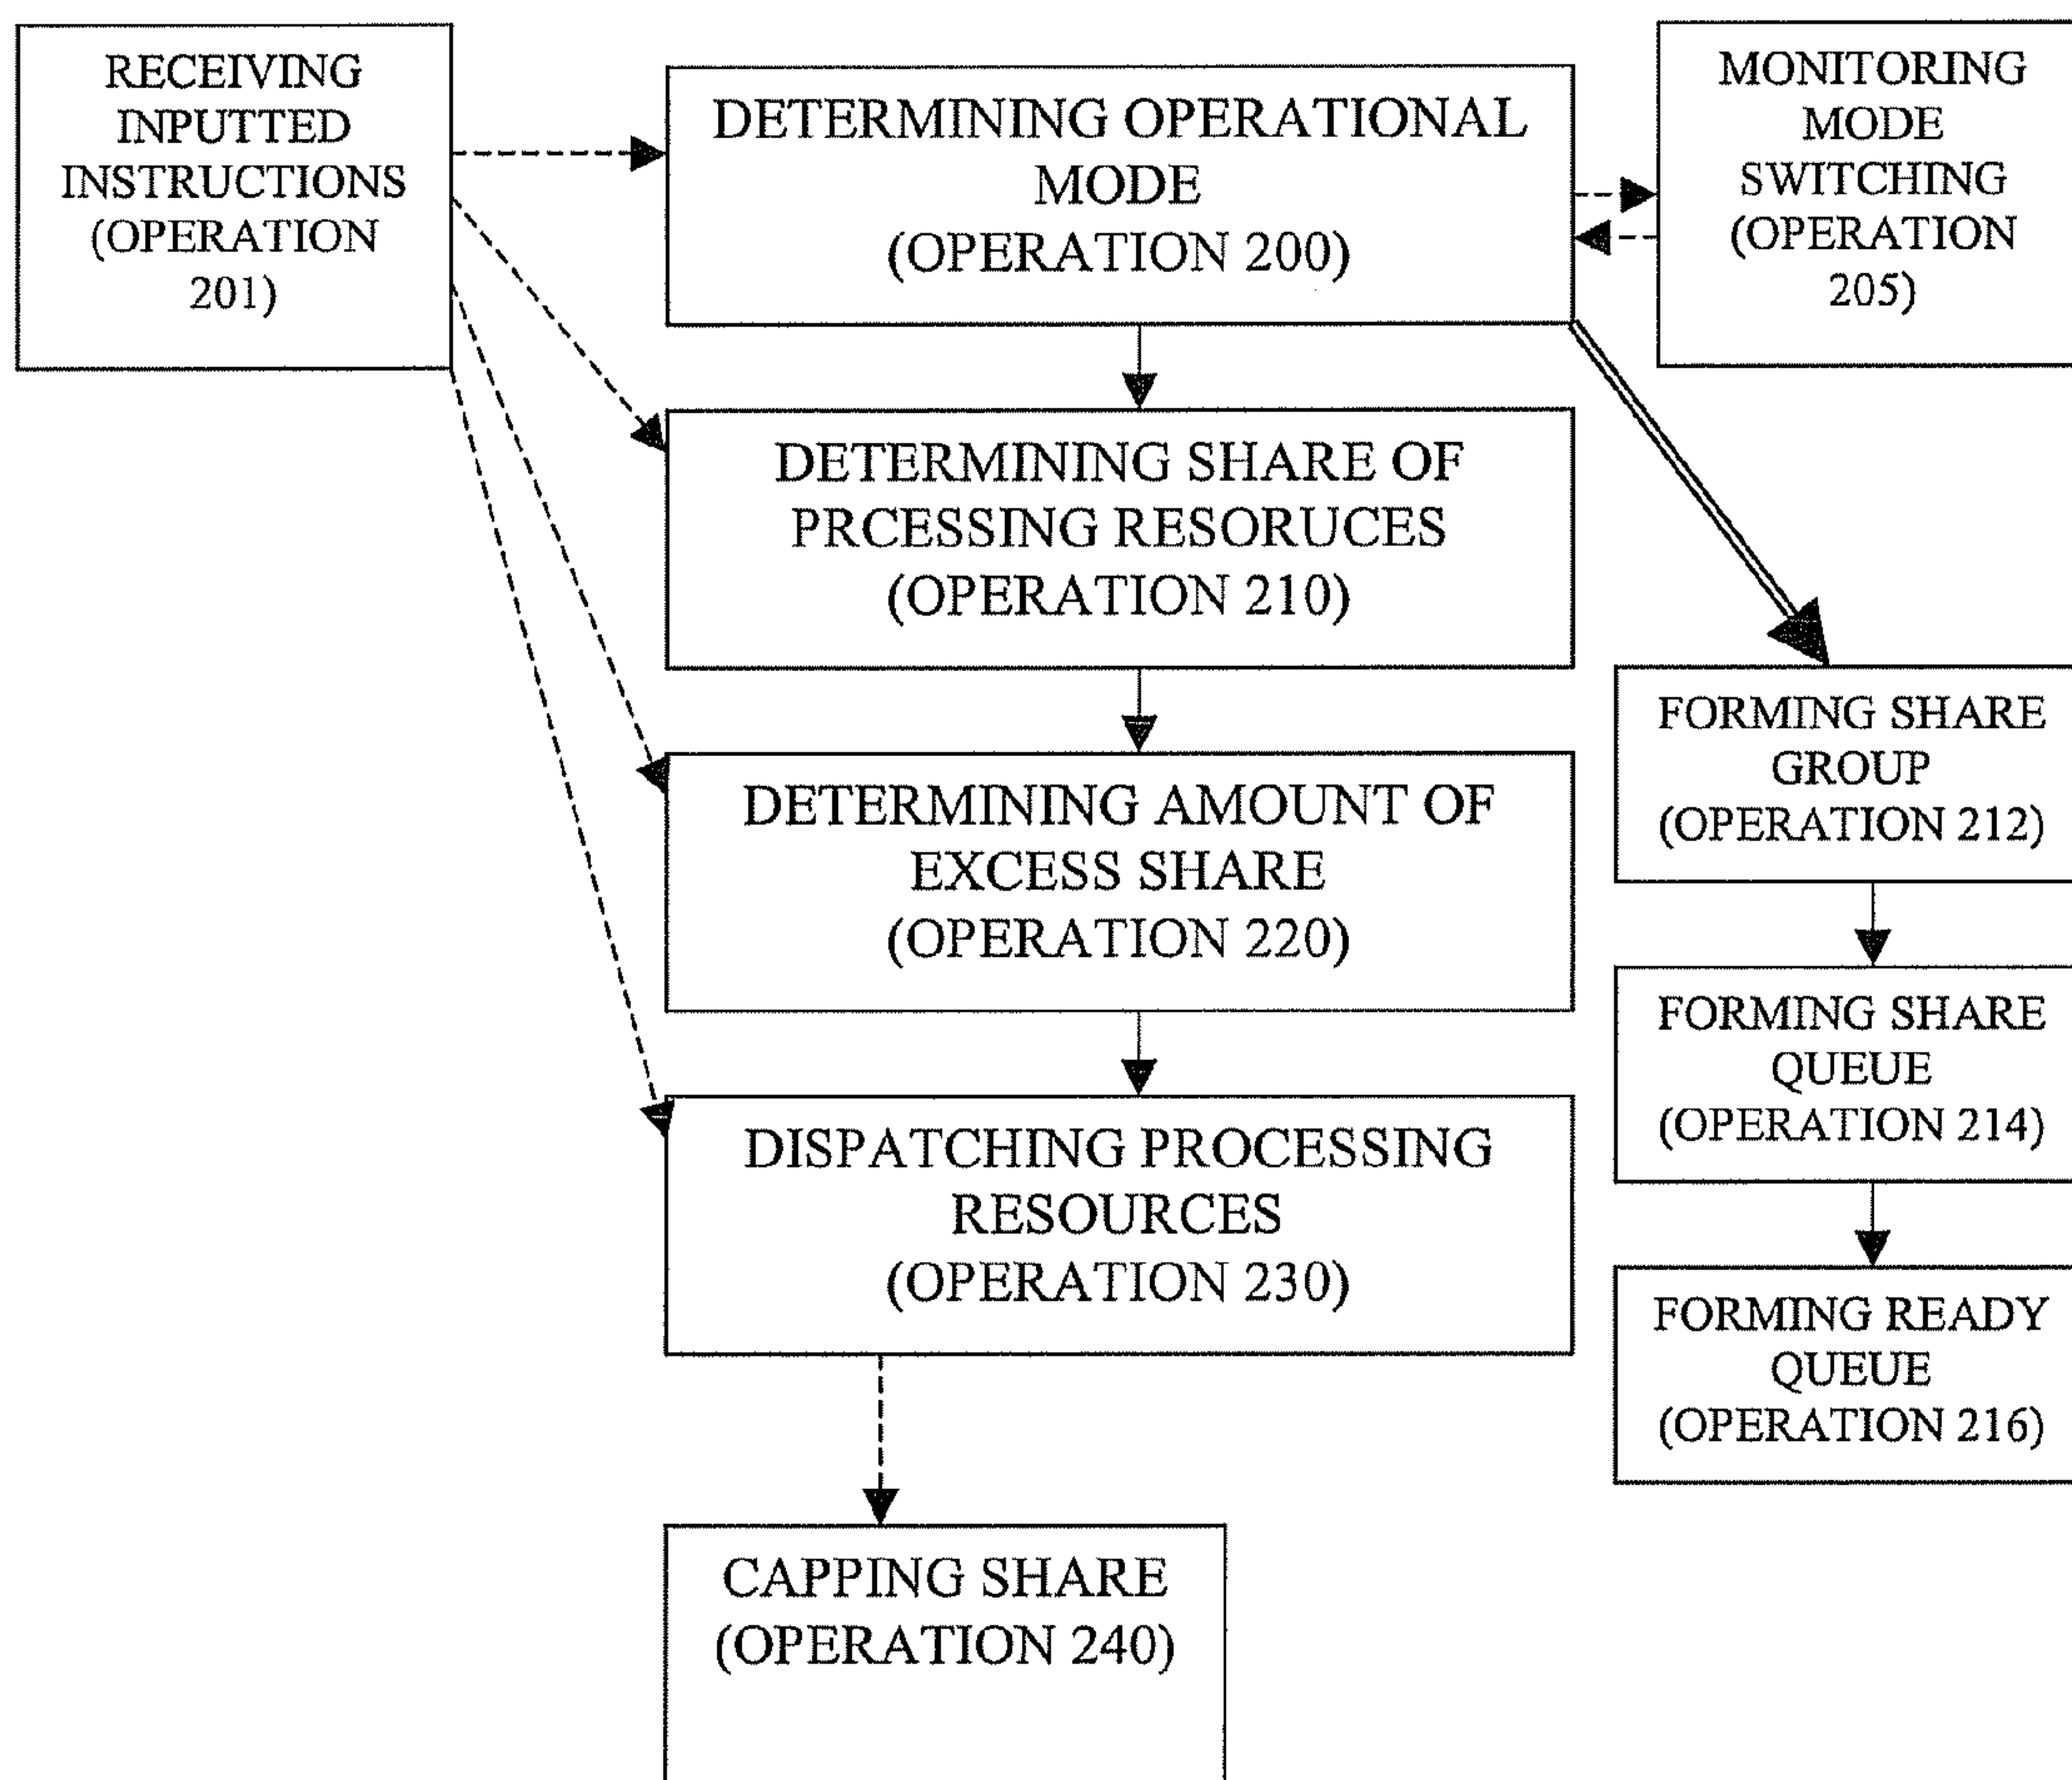 RECEIVING
INPUTTED
INSTRUCTIONS
(OPERATION
201)
DETERMINING OPERATIONAL
MODE
(OPERATION 200)
MONITORING
MODE
SWITCHING
(OPERATION
205)
DETERMINING SHARE OF
PRCESSING RESORUCES
(OPERATION 210)
DETERMINING AMOUNT OF
EXCESS SHARE
(OPERATION 220)
DISPATCHING PROCESSING
RESOURCES
(OPERATION 230)
CAPPING SHARE
(OPERATION 240)
FORMING SHARE
GROUP
(OPERATION 212)
FORMING SHARE
QUEUE
(OPERATION 214)
FORMING READY
QUEUE
(OPERATION 216)